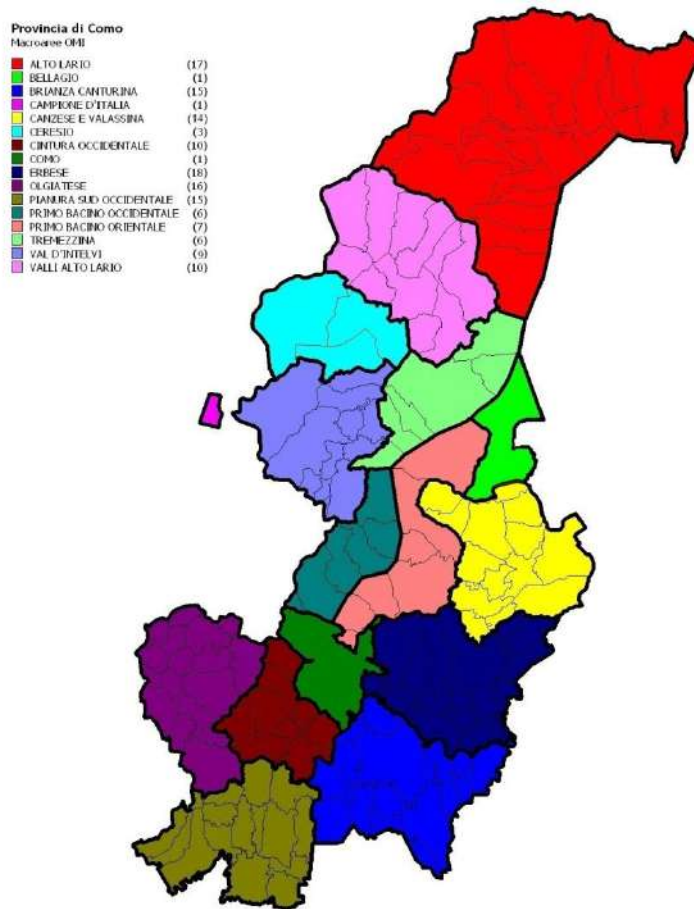 Provincia di Como
Macroaree OMI
ALTO LARIO (17)
BELLAGIO (1)
BRIANZA CANTURINA (15)
CAMPIONE D'ITALIA (1)
CANZESE E VALASSINA (14)
CERESIO (3)
CINTURA OCCIDENTALE (10)
COMO (1)
ERBESE (18)
OLGIATESE (16)
PIANURA SUD OCCIDENTALE (15)
PRIMO BACINO OCCIDENTALE (6)
PRIMO BACINO ORIENTALE (7)
TREMEZZINA (6)
VAL D'INTELVI (9)
VALLI ALTO LARIO (10)